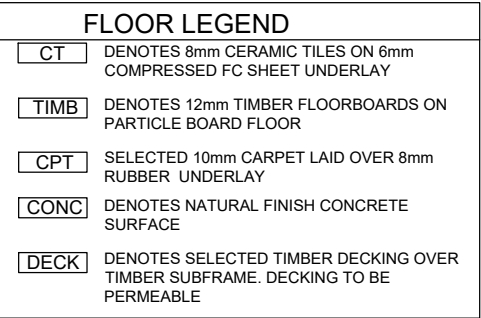 FLOOR LEGEND
CT DENOTES 8mm CERAMIC TILES ON 6mm
COMPRESSED FC SHEET UNDERLAY
TIMB DENOTES 12mm TIMBER FLOORBOARDS ON
PARTICLE BOARD FLOOR
CPT SELECTED 10mm CARPET LAID OVER 8mm
RUBBER UNDERLAY
CONC DENOTES NATURAL FINISH CONCRETE
SURFACE
DECK DENOTES SELECTED TIMBER DECKING OVER
TIMBER SUBFRAME. DECKING TO BE
PERMEABLE